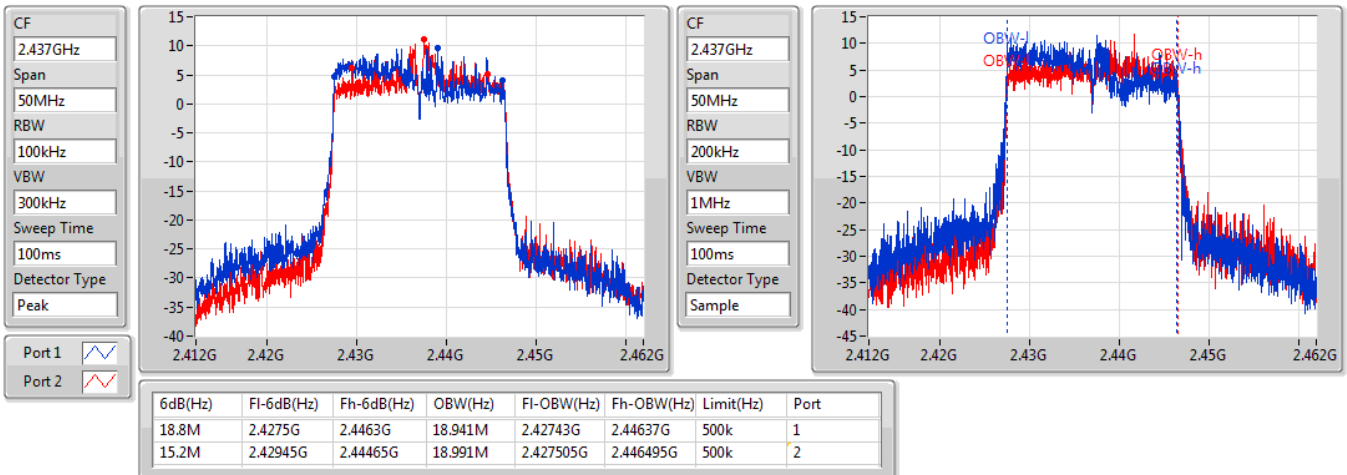 CF
2.437GHz
Span
50MHz
RBW
100kHz
VBW
300kHz
Sweep Time
100ms
Detector Type
Peak
Port 1
Port 2
15
10
5
0
-5
-10
-15
-20
-25
-30
-35
-40
2.412G 2.42G 2.43G 2.44G 2.45G 2.462G
CF
2.437GHz
Span
50MHz
RBW
200kHz
VBW
1MHz
Sweep Time
100ms
Detector Type
Sample
15
10
5
0
-5
-10
-15
-20
-25
-30
-35
-40
-45
OBW-l
OBW-h
2.412G 2.42G 2.43G 2.44G 2.45G 2.462G
6dB(Hz) Fl-6dB(Hz) Fh-6dB(Hz) OBW(Hz) Fl-OBW(Hz) Fh-OBW(Hz) Limit(Hz) Port
18.8M 2.4275G 2.4463G 18.941M 2.42743G 2.44637G 500k 1
15.2M 2.42945G 2.44465G 18.991M 2.427505G 2.446495G 500k 2